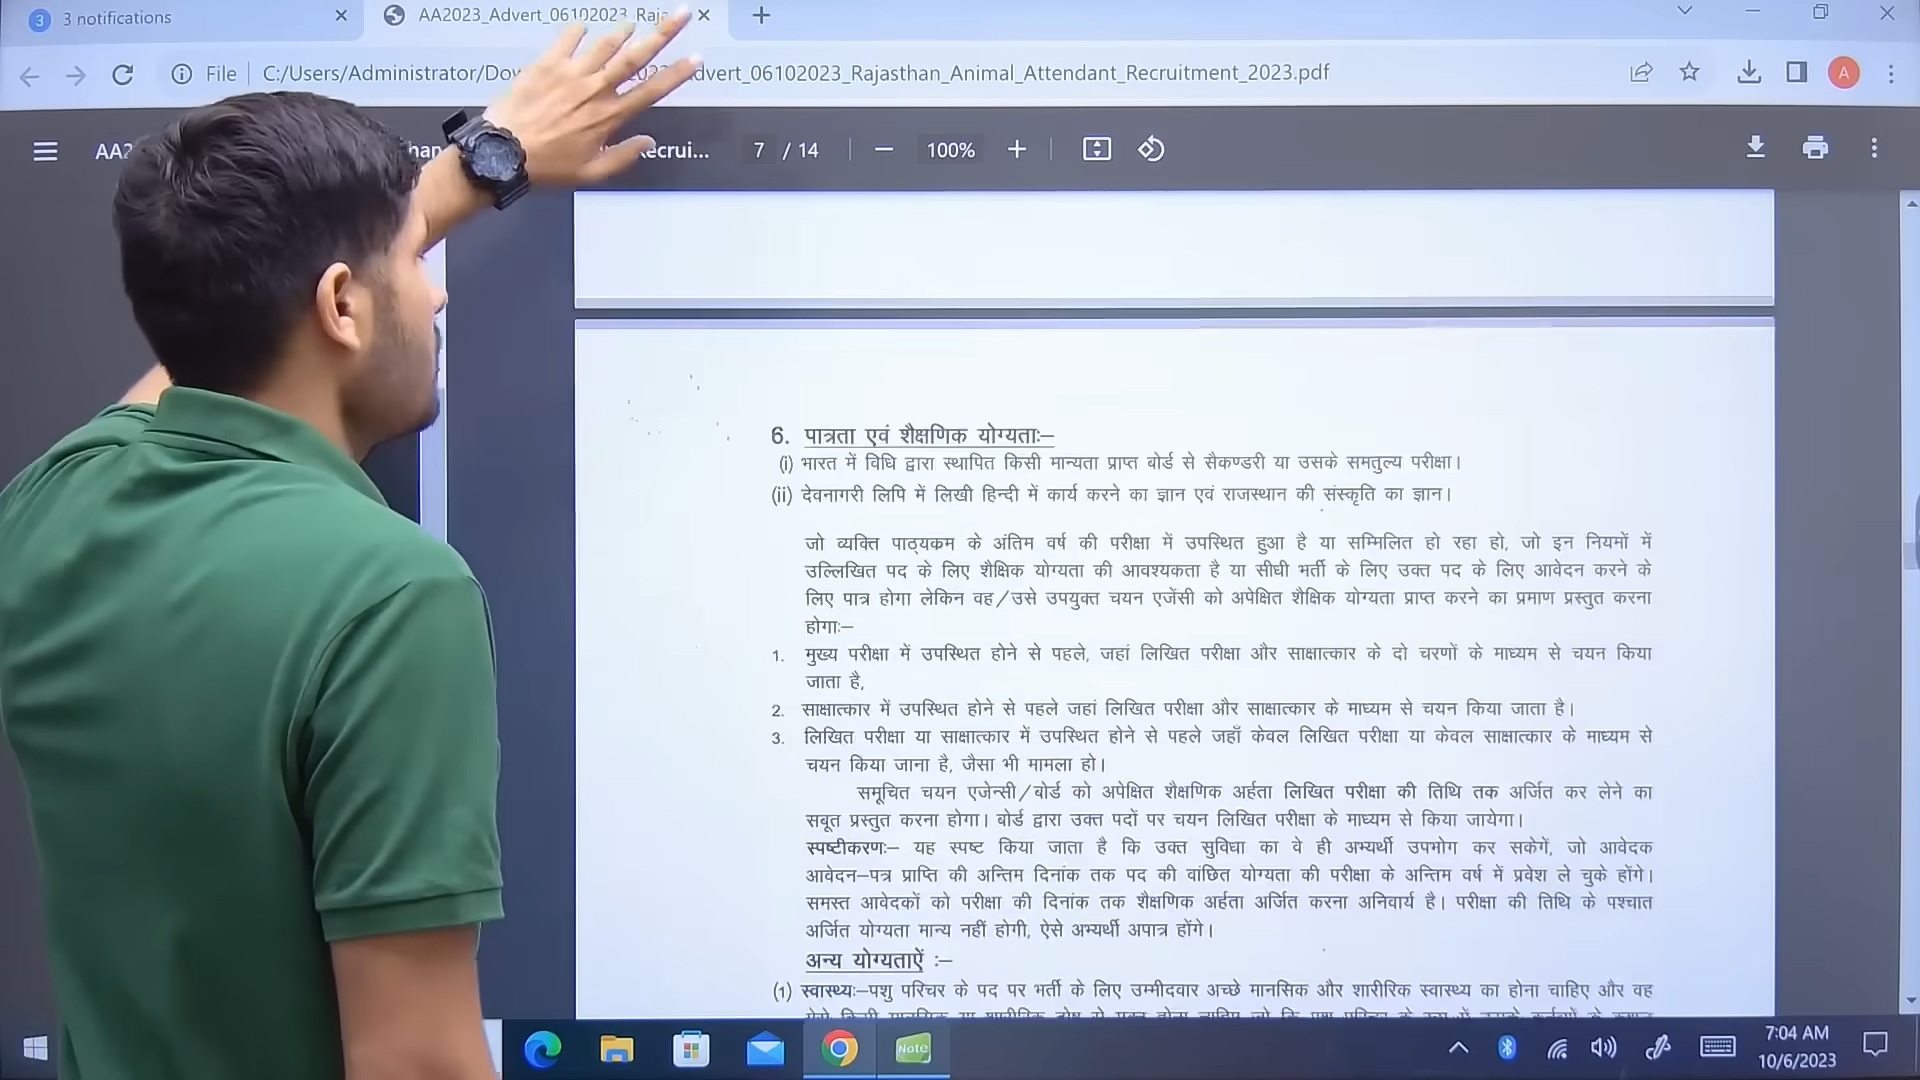 3 notifications
AA2023_Advert_06102023_Raja
File
C:/Users/Administrator/Dov
dvert_06102023_Rajasthan_Animal_Attendant_Recruitment_2023.pdf
A
AA2
han
Recrui...
7 / 14
100%
6. पात्रता एवं शैक्षणिक योग्यताः–
(i) भारत में विधि द्वारा स्थापित किसी मान्यता प्राप्त बोर्ड से सैकण्डरी या उसके समतुल्य परीक्षा।
(ii) देवनागरी लिपि में लिखी हिन्दी में कार्य करने का ज्ञान एवं राजस्थान की संस्कृति का ज्ञान।
जो व्यक्ति पाठ्यकम के अंतिम वर्ष की परीक्षा में उपस्थित हुआ है या सम्मिलित हो रहा हो, जो इन नियमों में
उल्लिखित पद के लिए शैक्षिक योग्यता की आवश्यकता है या सीधी भर्ती के लिए उक्त पद के लिए आवेदन करने के
लिए पात्र होगा लेकिन वह/उसे उपयुक्त चयन एजेंसी को अपेक्षित शैक्षिक योग्यता प्राप्त करने का प्रमाण प्रस्तुत करना
होगाः–
1. मुख्य परीक्षा में उपस्थित होने से पहले, जहां लिखित परीक्षा और साक्षात्कार के दो चरणों के माध्यम से चयन किया
जाता है,
2. साक्षात्कार में उपस्थित होने से पहले जहां लिखित परीक्षा और साक्षात्कार के माध्यम से चयन किया जाता है।
3. लिखित परीक्षा या साक्षात्कार में उपस्थित होने से पहले जहाँ केवल लिखित परीक्षा या केवल साक्षात्कार के माध्यम से
चयन किया जाना है, जैसा भी मामला हो।
समूचित चयन एजेन्सी/बोर्ड को अपेक्षित शैक्षणिक अर्हता लिखित परीक्षा की तिथि तक अर्जित कर लेने का
सबूत प्रस्तुत करना होगा। बोर्ड द्वारा उक्त पदों पर चयन लिखित परीक्षा के माध्यम से किया जायेगा।
स्पष्टीकरणः– यह स्पष्ट किया जाता है कि उक्त सुविधा का वे ही अभ्यर्थी उपभोग कर सकेगें, जो आवेदक
आवेदन–पत्र प्राप्ति की अन्तिम दिनांक तक पद की वांछित योग्यता की परीक्षा के अन्तिम वर्ष में प्रवेश ले चुके होंगे।
समस्त आवेदकों को परीक्षा की दिनांक तक शैक्षणिक अर्हता अर्जित करना अनिवार्य है। परीक्षा की तिथि के पश्चात
अर्जित योग्यता मान्य नहीं होगी, ऐसे अभ्यर्थी अपात्र होंगे।
अन्य योग्यताऐं :–
(1) स्वास्थ्यः–पशु परिचर के पद पर भर्ती के लिए उम्मीदवार अच्छे मानसिक और शारीरिक स्वास्थ्य का होना चाहिए और वह
Note
7:04 AM
10/6/2023